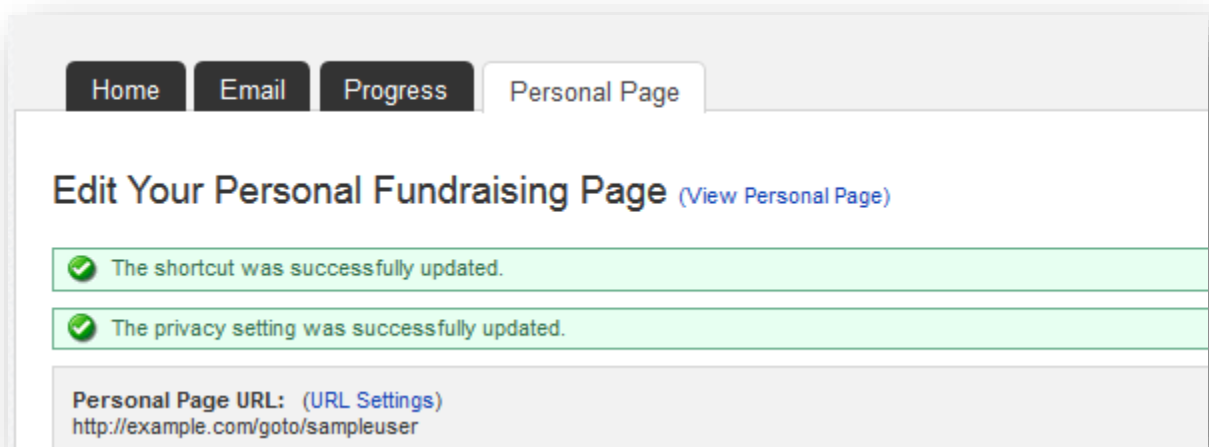 Home Email Progress Personal Page
Edit Your Personal Fundraising Page (View Personal Page)
The shortcut was successfully updated.
The privacy setting was successfully updated.
Personal Page URL: (URL Settings)
http://example.com/goto/sampleuser